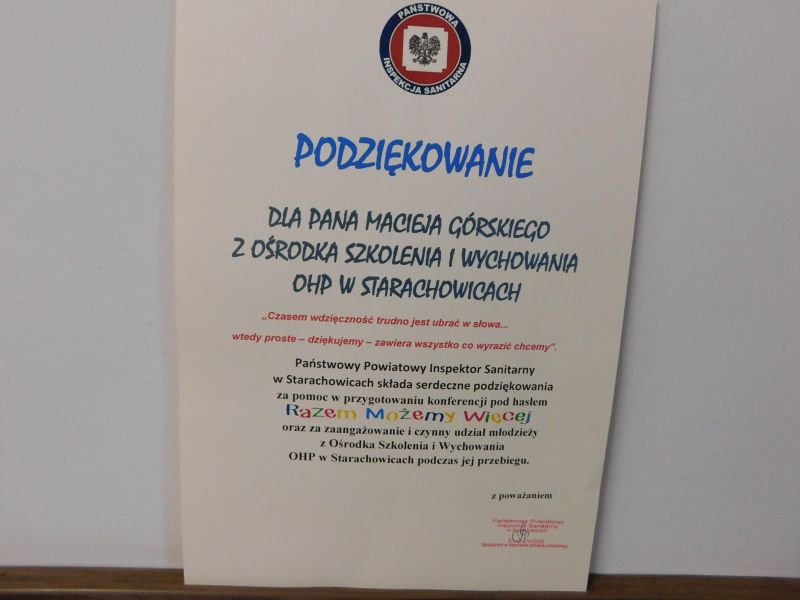 PAŃSTWOWA
INSPEKCJA SANITARNA
PODZIĘKOWANIE
DLA PANA MACIEJA GÓRSKIEGO
Z OŚRODKA SZKOLENIA I WYCHOWANIA
OHP W STARACHOWICACH
„Czasem wdzięczność trudno jest ubrać w słowa...
wtedy proste – dziękujemy – zawiera wszystko co wyrazić chcemy”.
Państwowy Powiatowy Inspektor Sanitarny
w Starachowicach składa serdeczne podziękowania
za pomoc w przygotowaniu konferencji pod hasłem
Razem Możemy Więcej
oraz za zaangażowanie i czynny udział młodzieży
z Ośrodka Szkolenia i Wychowania
OHP w Starachowicach podczas jej przebiegu.
z poważaniem
Państwowy Powiatowy
Inspektor Sanitarny